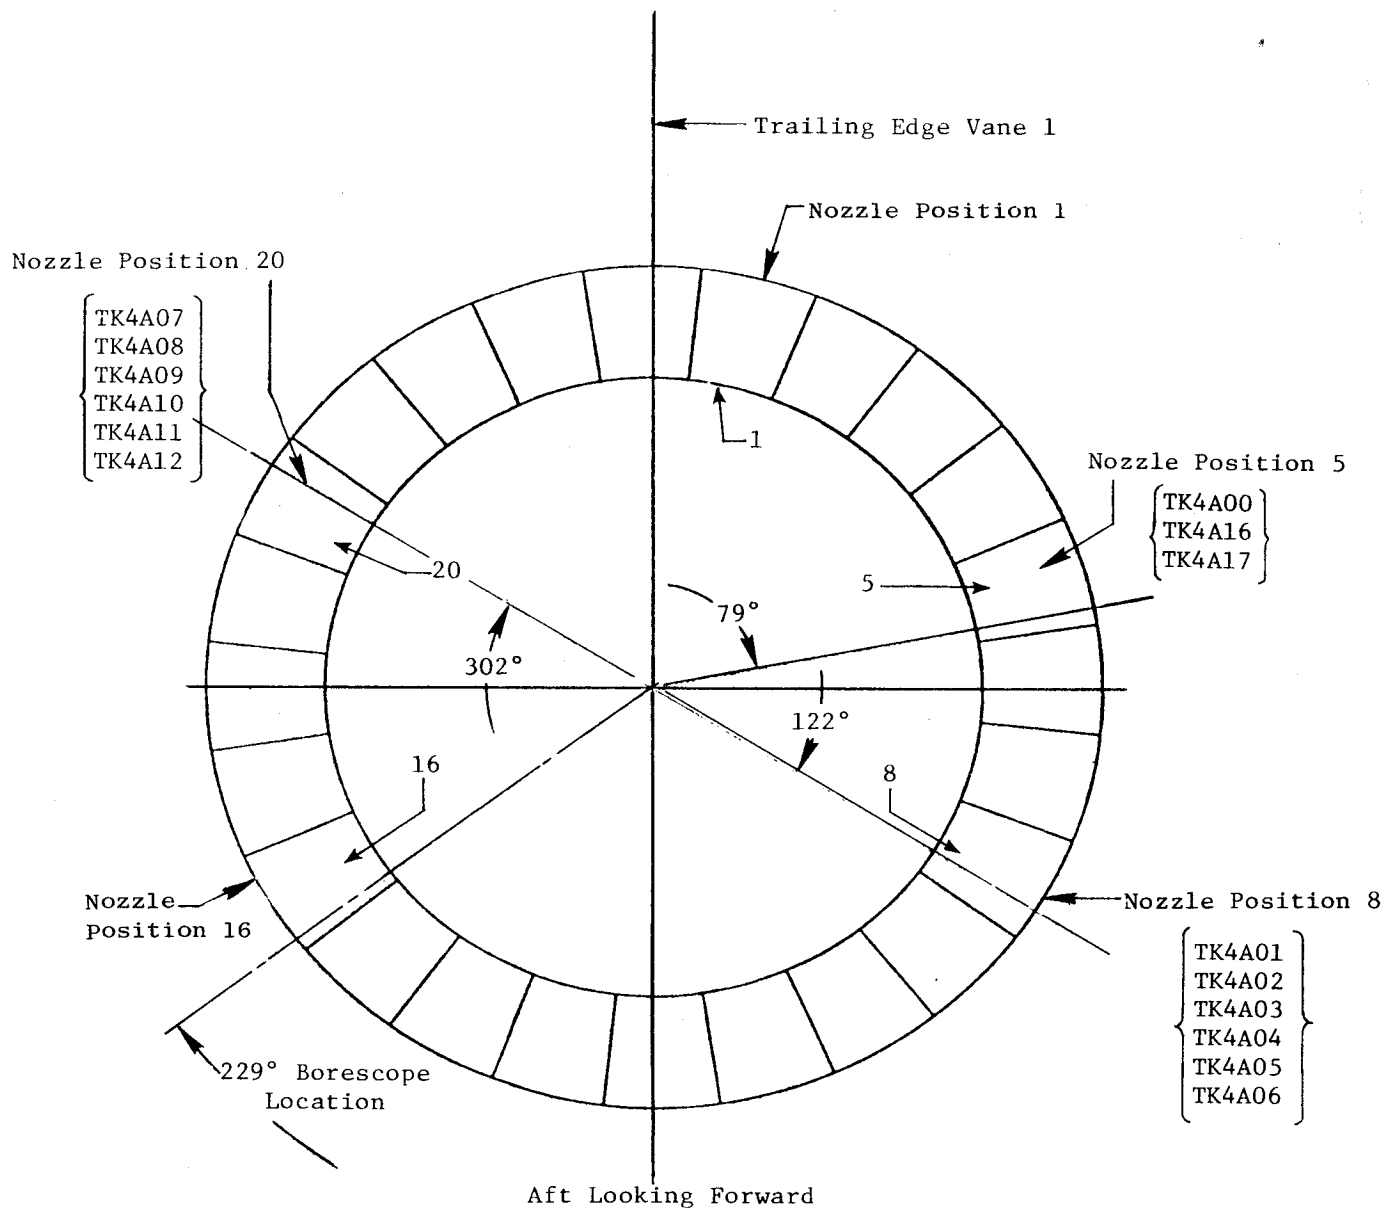 Trailing Edge Vane 1
Nozzle Position 1
Nozzle Position 20
TK4A07
TK4A08
TK4A09
TK4A10
TK4A11
TK4A12
1
Nozzle Position 5
TK4A00
TK4A16
TK4A17
20
5
79°
302°
122°
16
8
Nozzle
Position 16
Nozzle Position 8
TK4A01
TK4A02
TK4A03
TK4A04
TK4A05
TK4A06
229° Borescope
Location
Aft Looking Forward